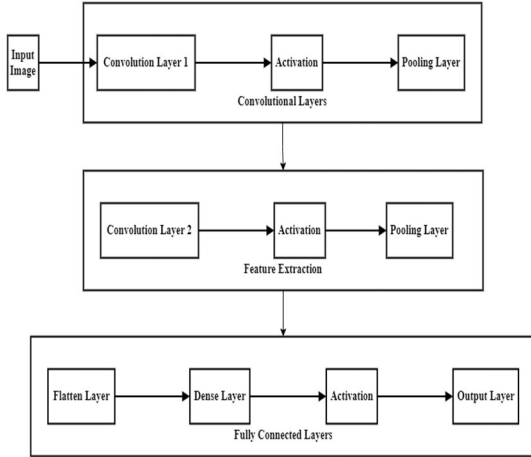 Input
Image
Convolution Layer 1
Activation
Pooling Layer
Convolutional Layers
Convolution Layer 2
Activation
Pooling Layer
Feature Extraction
Flatten Layer
Dense Layer
Activation
Output Layer
Fully Connected Layers